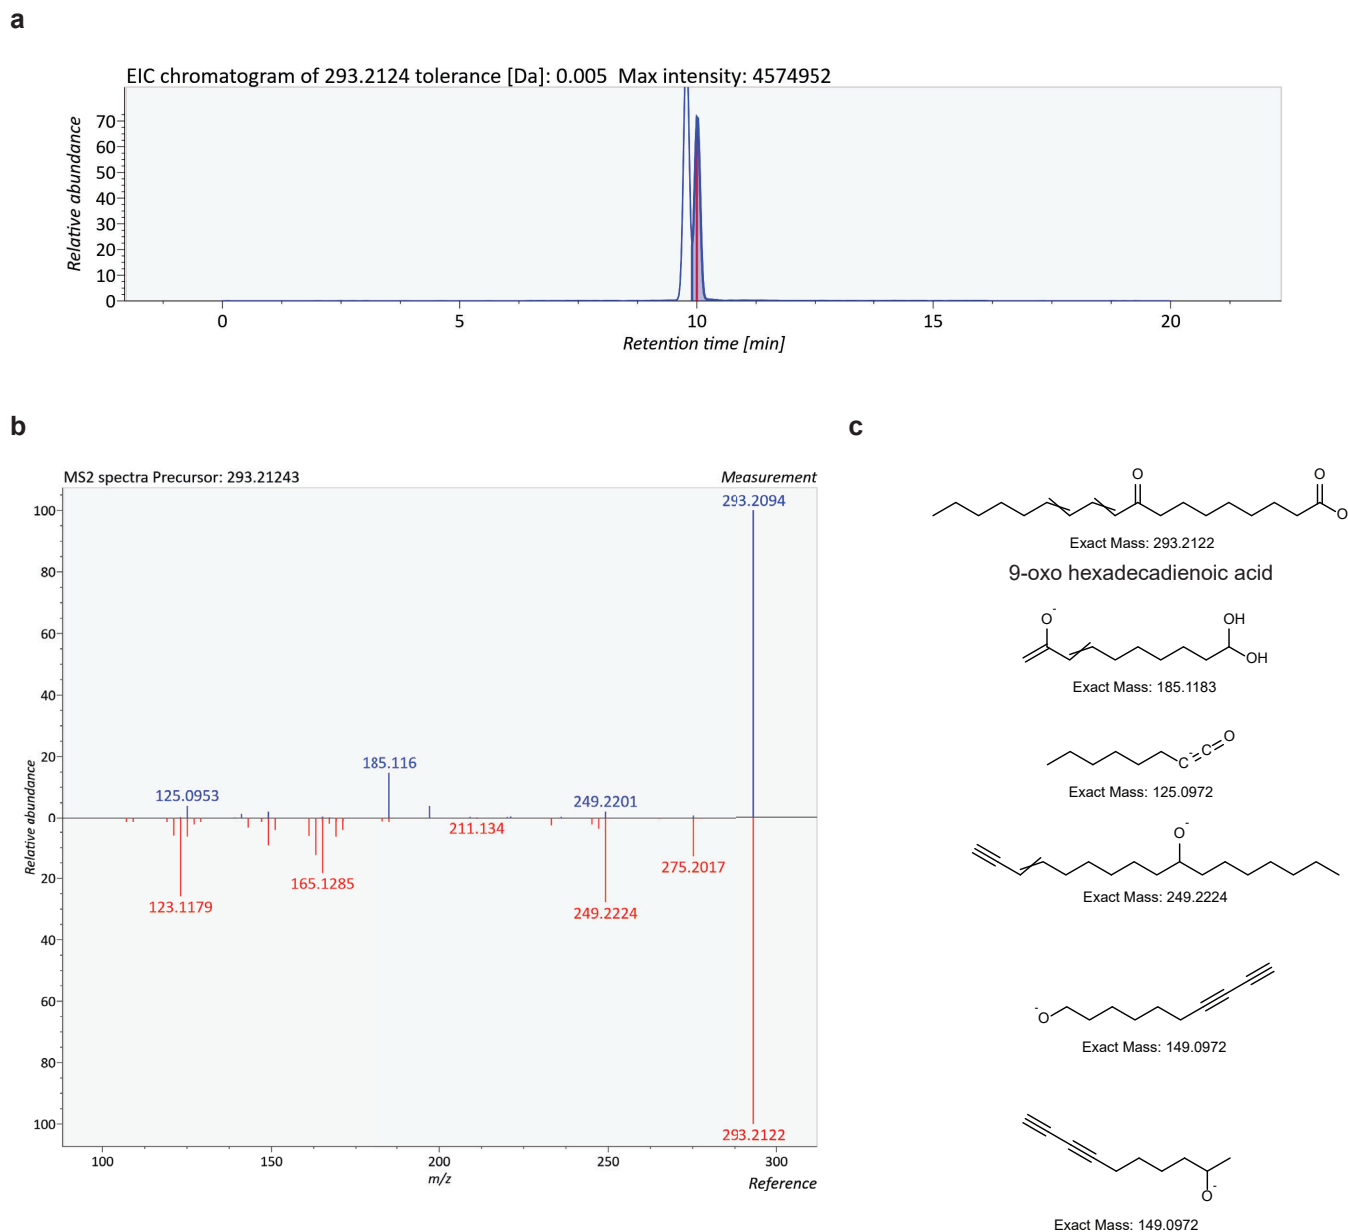 a
EIC chromatogram of 293.2124 tolerance [Da]: 0.005 Max intensity: 4574952
Relative abundance
70
60
50
40
30
20
10
0
0 5 10 15 20
Retention time [min]
b
MS2 spectra Precursor: 293.21243 Measurement
293.2094
100
80
60
40
20
0
20
40
60
80
100
Relative abundance
185.116
125.0953
249.2201
211.134
275.2017
165.1285
123.1179
249.2224
293.2122
100 150 200 250 300
m/z
Reference
c
O O
O
Exact Mass: 293.2122
9-oxo hexadecadienoic acid
O- OH
OH
Exact Mass: 185.1183
O
C- C
Exact Mass: 125.0972
O-
Exact Mass: 249.2224
-O
Exact Mass: 149.0972
O-
Exact Mass: 149.0972